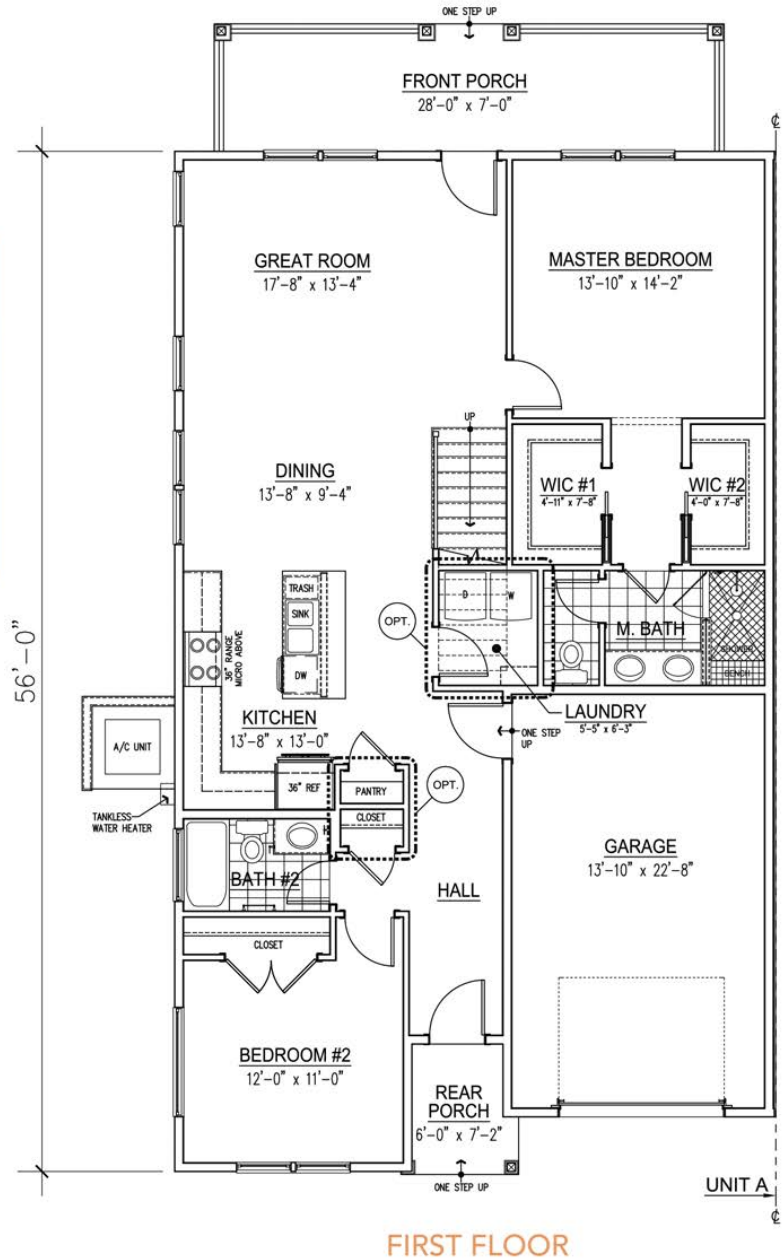 ONE STEP UP
FRONT PORCH
28'-0" x 7'-0"
℄
GREAT ROOM
17'-8" x 13'-4"
MASTER BEDROOM
13'-10" x 14'-2"
UP
DINING
13'-8" x 9'-4"
WIC #1
4'-11" x 7'-8"
WIC #2
4'-0" x 7'-8"
56'-0"
TRASH
SINK
DW
36" RANGE
MICRO ABOVE
OPT.
D
W
M. BATH
SHOWER
BENCH
KITCHEN
13'-8" x 13'-0"
LAUNDRY
5'-5" x 6'-3"
ONE STEP
UP
A/C UNIT
TANKLESS
WATER HEATER
36" REF
PANTRY
CLOSET
OPT.
GARAGE
13'-10" x 22'-8"
BATH #2
HALL
CLOSET
BEDROOM #2
12'-0" x 11'-0"
REAR
PORCH
6'-0" x 7'-2"
ONE STEP UP
UNIT A
℄
FIRST FLOOR